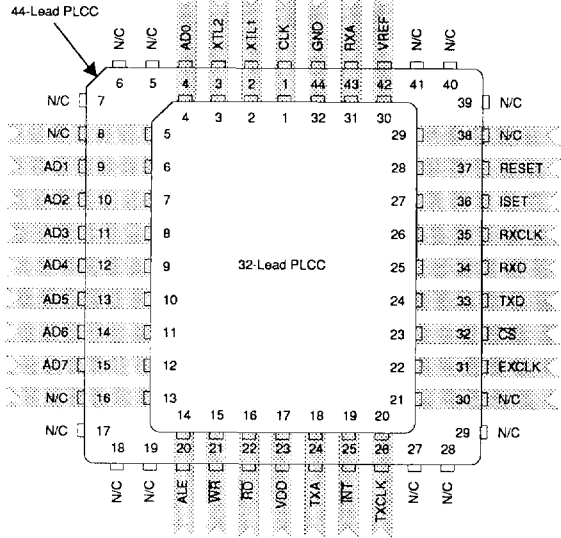 44-Lead PLCC
N/C N/C AD0 XTL2 XTL1 CLK GND RXA VREF N/C N/C
6 5 4 3 2 1 44 43 42 41 40
4 3 2 1 32 31 30
N/C 7 39 N/C
N/C 8 5 29 38 N/C
AD1 9 6 28 37 RESET
AD2 10 7 27 36 ISET
AD3 11 8 26 35 RXCLK
AD4 12 9 32-Lead PLCC 25 34 RXD
AD5 13 10 24 33 TXD
AD6 14 11 23 32 CS
AD7 15 12 22 31 EXCLK
N/C 16 13 21 30 N/C
N/C 17 29 N/C
14 15 16 17 18 19 20
18 19 20 21 22 23 24 25 26 27 28
N/C N/C ALE WR RD VDD TXA INT TXCLK N/C N/C